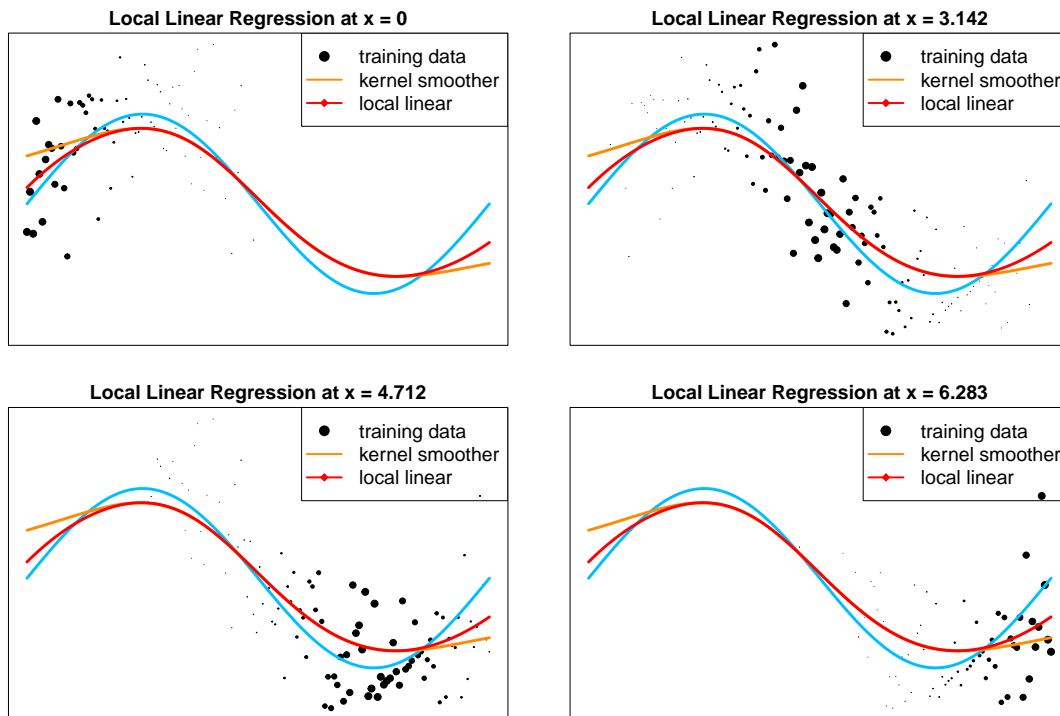 Local Linear Regression at x = 0
training data
kernel smoother
local linear
Local Linear Regression at x = 3.142
training data
kernel smoother
local linear
Local Linear Regression at x = 4.712
training data
kernel smoother
local linear
Local Linear Regression at x = 6.283
training data
kernel smoother
local linear